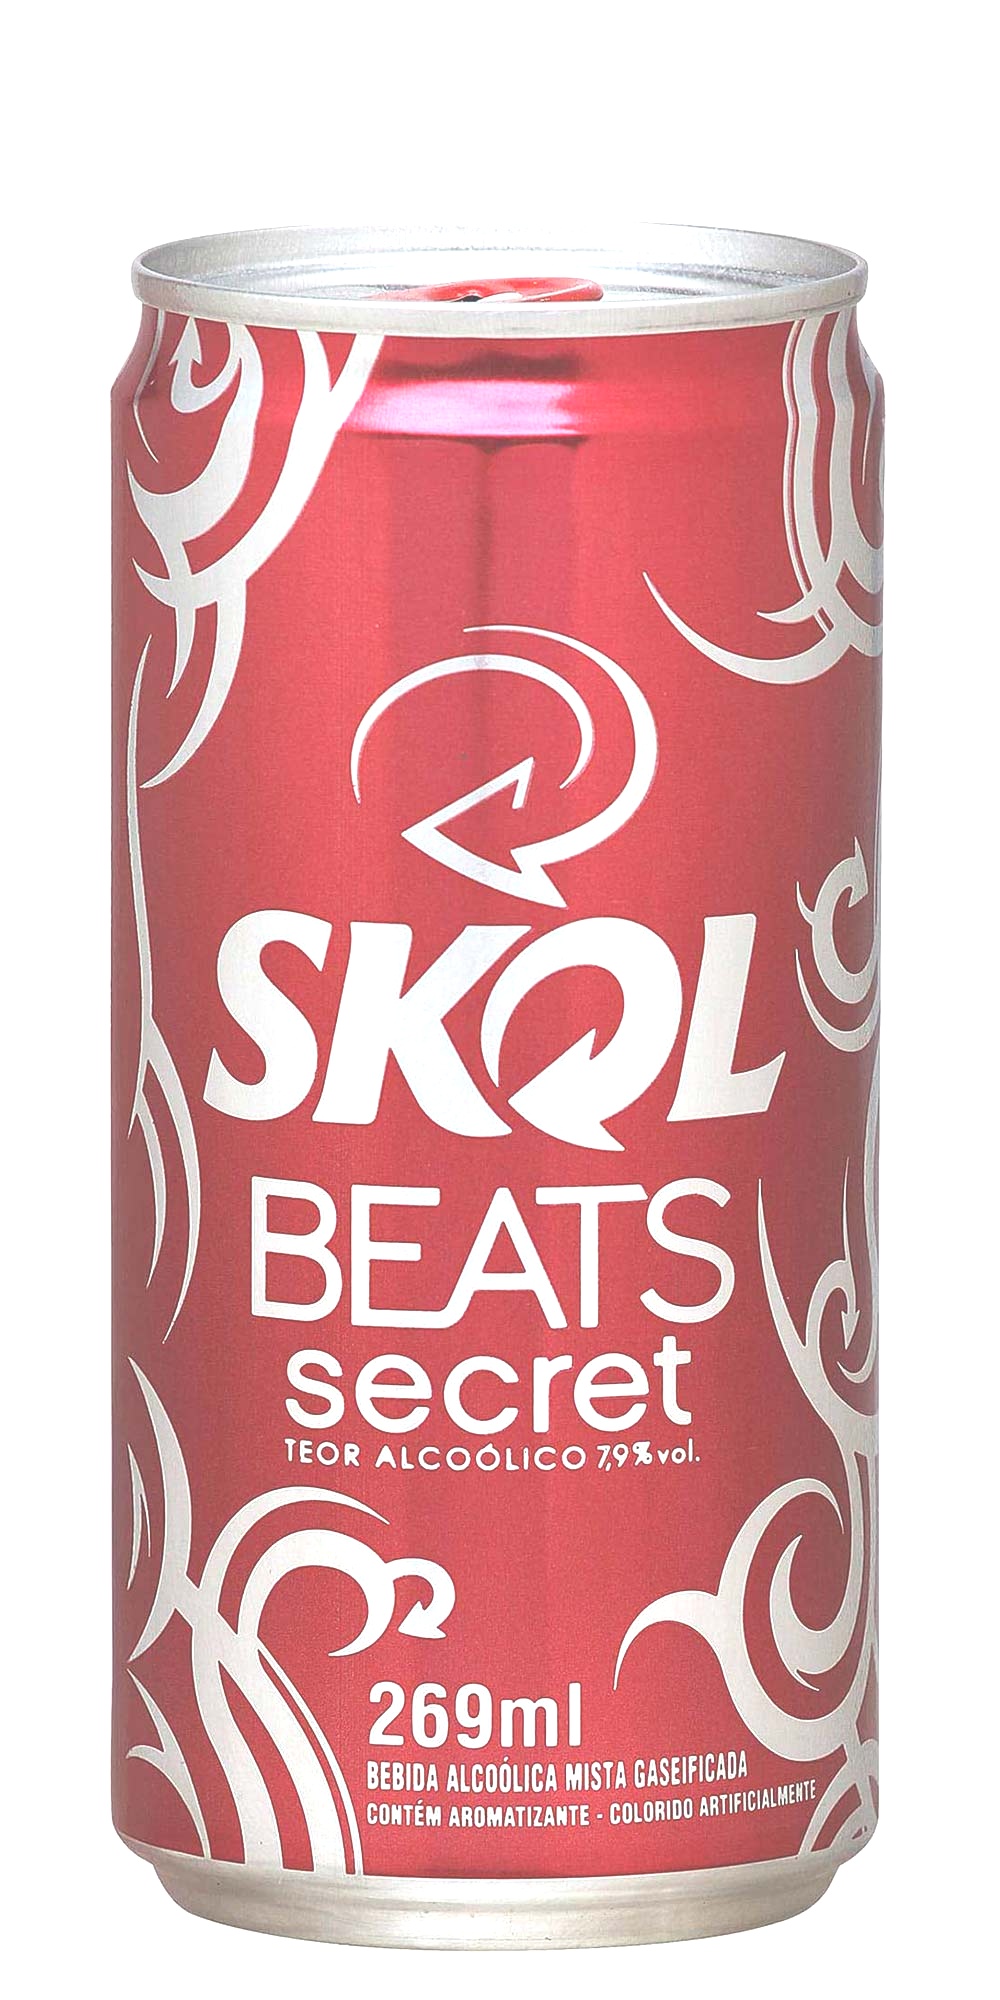 SKOL
BEATS
secret
TEOR ALCOÓLICO 7,9% vol.
269ml
BEBIDA ALCOÓLICA MISTA GASEIFICADA
CONTÉM AROMATIZANTE - COLORIDO ARTIFICIALMENTE